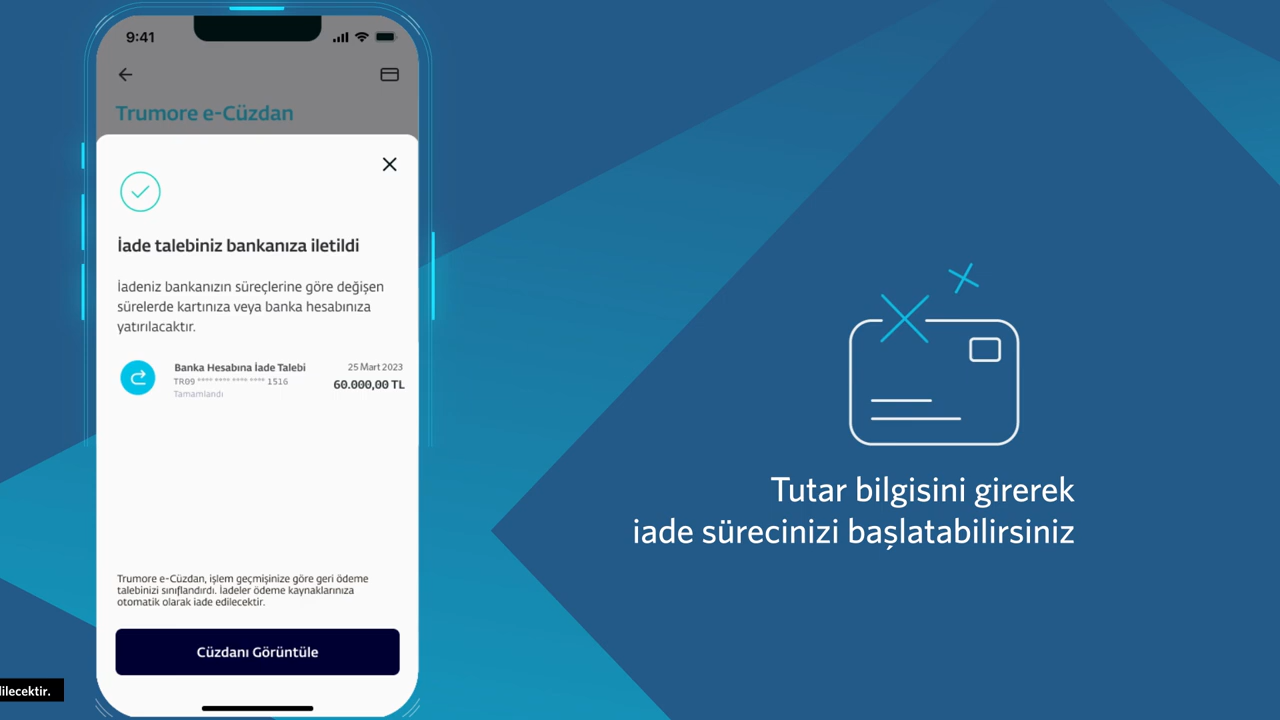 9:41
Trumore e-Cüzdan
İade talebiniz bankanıza iletildi
İadeniz bankanızın süreçlerine göre değişen
sürelerde kartınıza veya banka hesabınıza
yatırılacaktır.
Banka Hesabına İade Talebi
25 Mart 2023
TR09 **** **** **** **** **** 1516
60.000,00 TL
Tamamlandı
Trumore e-Cüzdan, işlem geçmişinize göre geri ödeme
talebinizi sınıflandırdı. İadeler ödeme kaynaklarınıza
otomatik olarak iade edilecektir.
Cüzdanı Görüntüle
Tutar bilgisini girerek
iade sürecinizi başlatabilirsiniz
ilecektir.